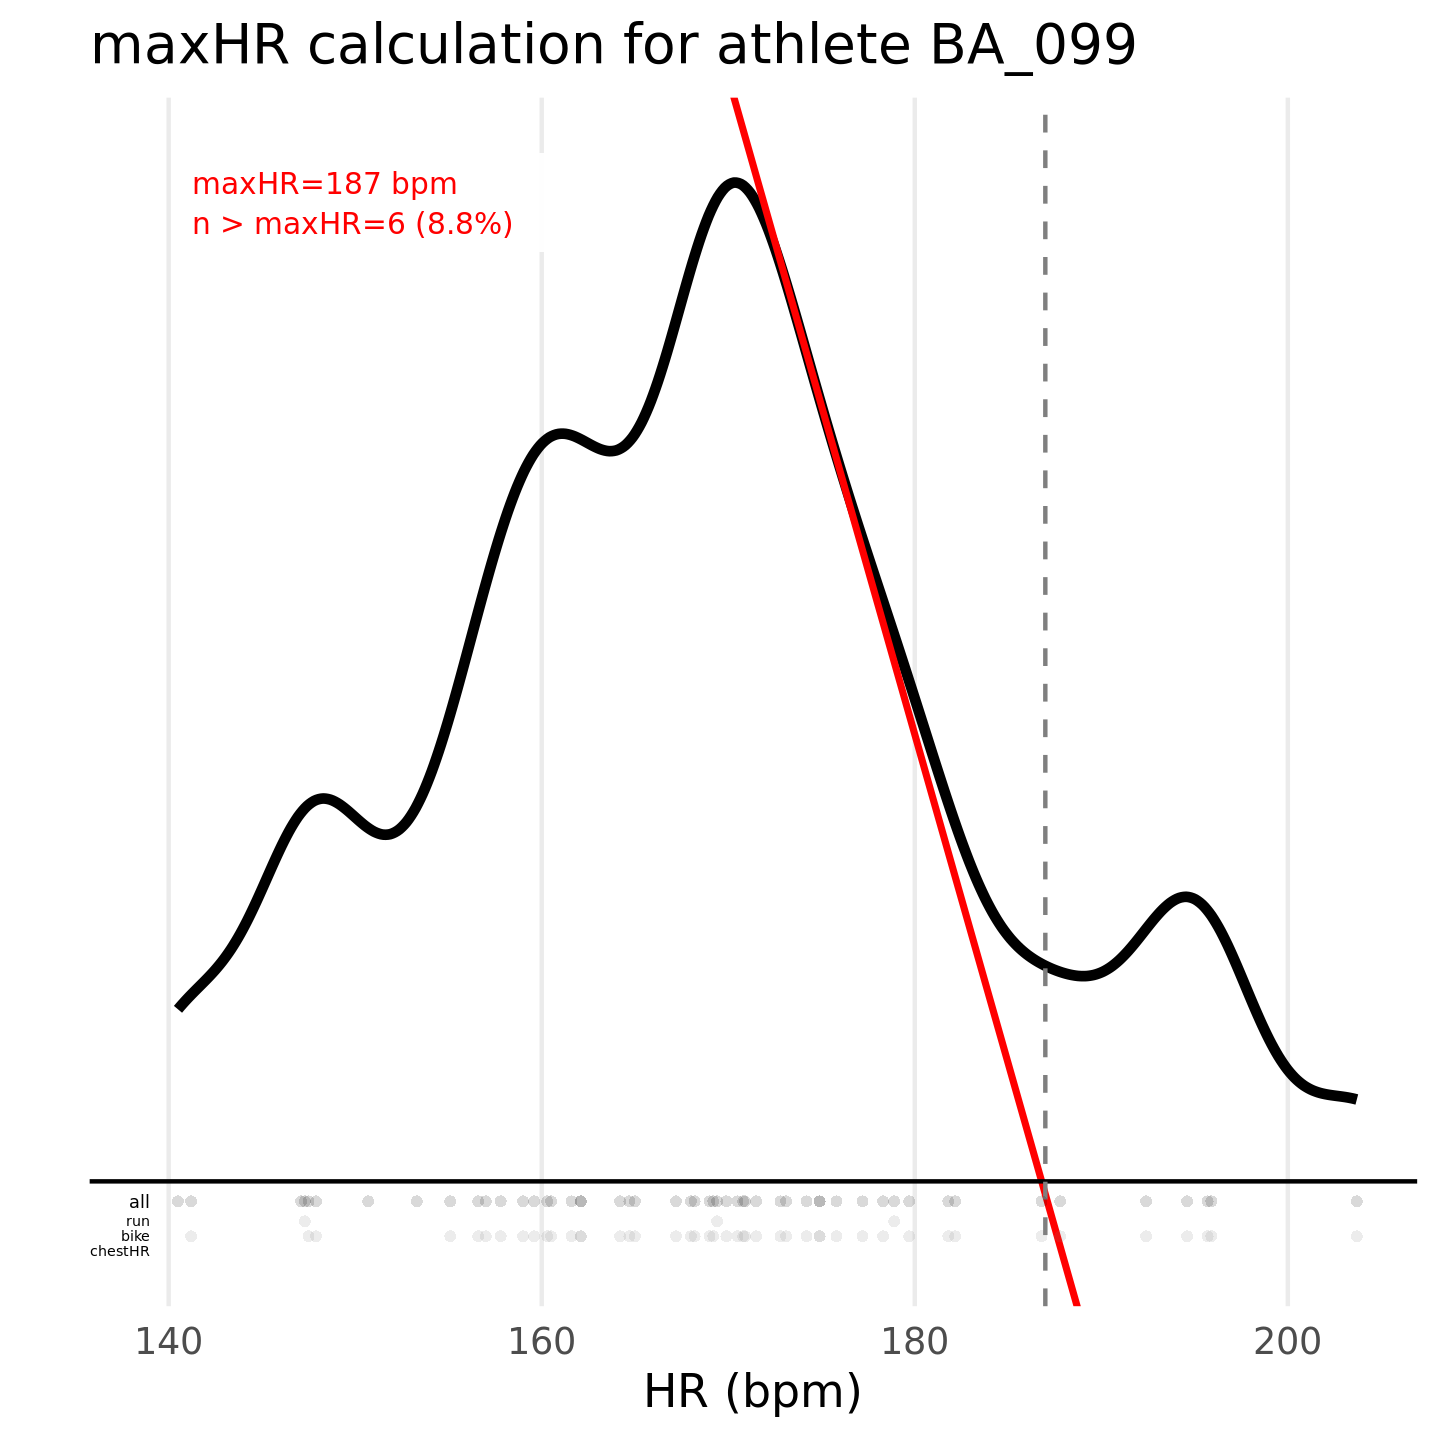 maxHR calculation for athlete BA_099
maxHR=187 bpm
n > maxHR=6 (8.8%)
all
run
bike
chestHR
140 160 180 200
HR (bpm)